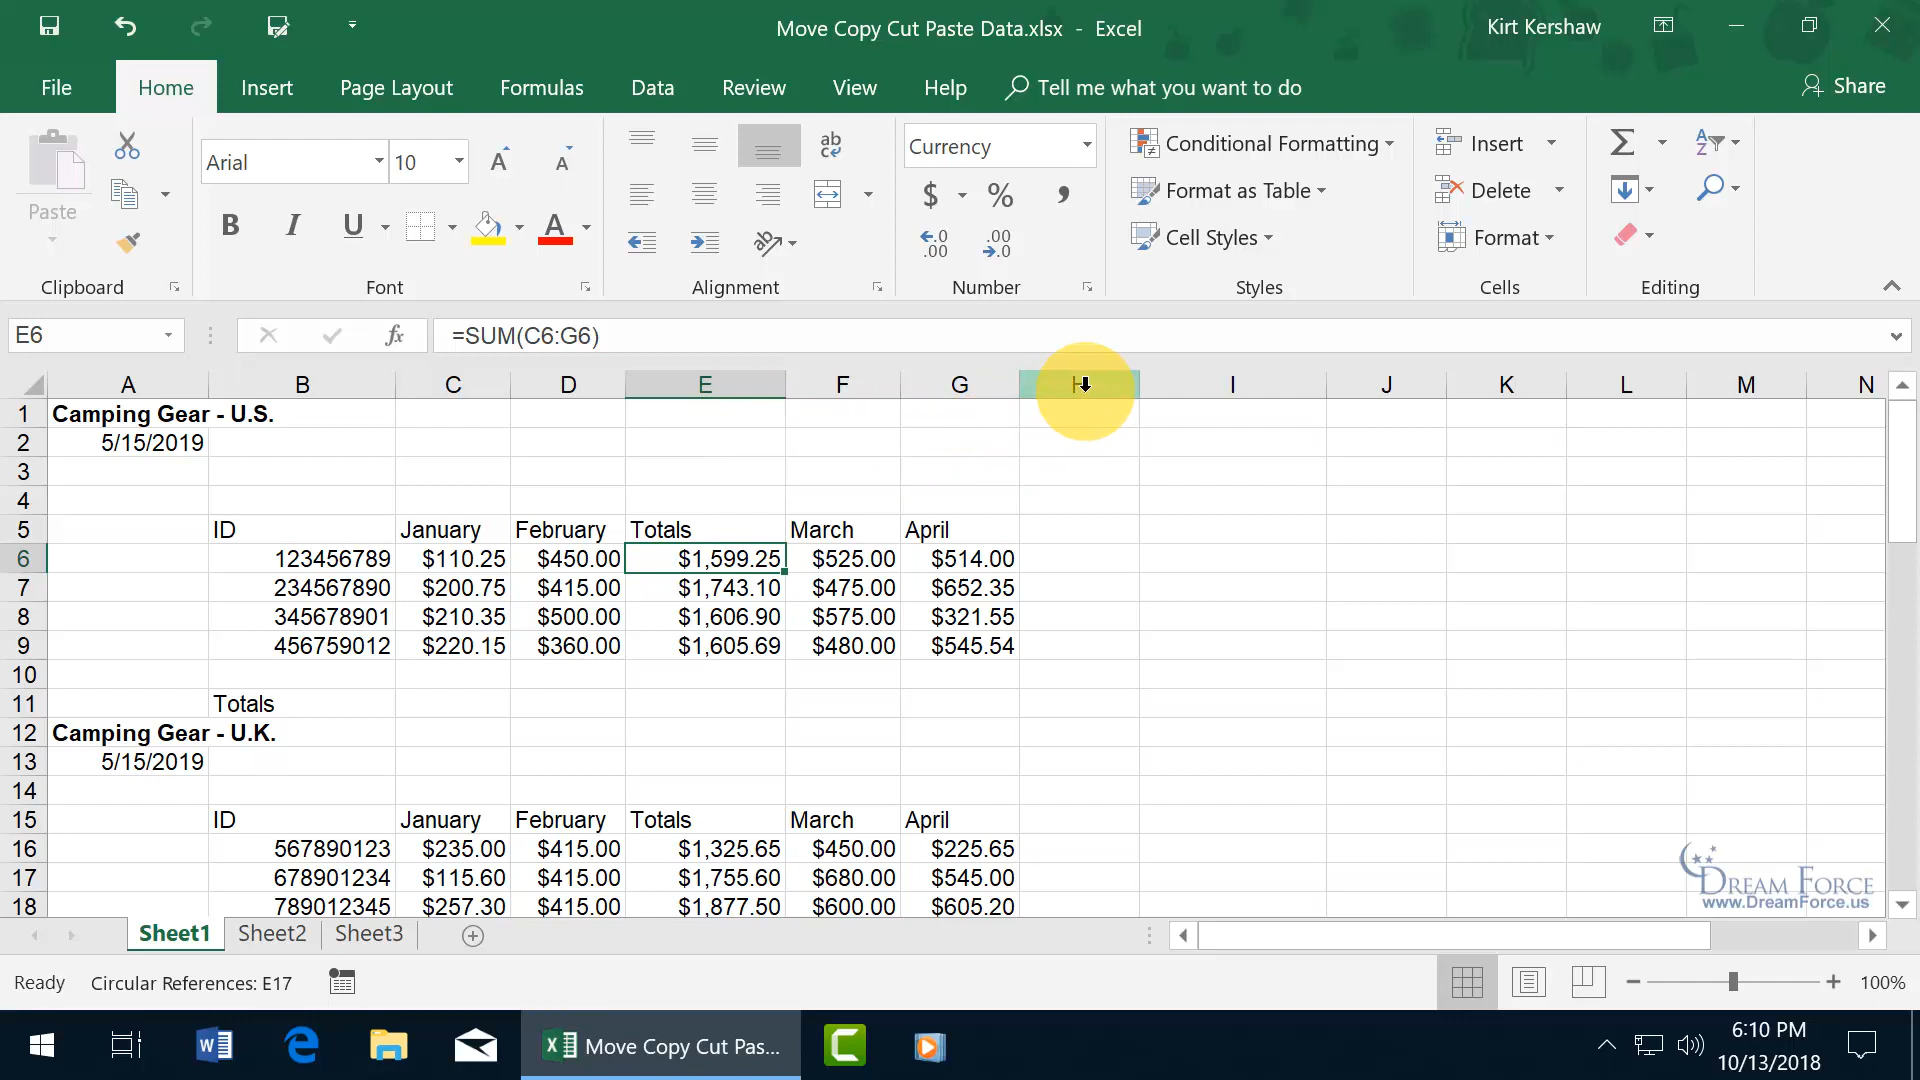 Move Copy Cut Paste Data.xlsx - Excel
Kirt Kershaw
File Home Insert Page Layout Formulas Data Review View Help Tell me what you want to do Share
Paste
Clipboard
Arial 10
B I U A
Font
ab
Alignment
Currency
$ % ,
.0 .00
.00 .0
Number
Conditional Formatting
Format as Table
Cell Styles
Styles
Insert
Delete
Format
Cells
Σ
Editing
E6 fx =SUM(C6:G6)
A B C D E F G H I J K L M N
1 Camping Gear - U.S.
2 5/15/2019
3
4
5 ID January February Totals March April
6 123456789 $110.25 $450.00 $1,599.25 $525.00 $514.00
7 234567890 $200.75 $415.00 $1,743.10 $475.00 $652.35
8 345678901 $210.35 $500.00 $1,606.90 $575.00 $321.55
9 456759012 $220.15 $360.00 $1,605.69 $480.00 $545.54
10
11 Totals
12 Camping Gear - U.K.
13 5/15/2019
14
15 ID January February Totals March April
16 567890123 $235.00 $415.00 $1,325.65 $450.00 $225.65
17 678901234 $115.60 $415.00 $1,755.60 $680.00 $545.00
18 789012345 $257.30 $415.00 $1,877.50 $600.00 $605.20
Dream Force
www.DreamForce.us
Sheet1 Sheet2 Sheet3
Ready Circular References: E17 100%
Move Copy Cut Pas...
6:10 PM
10/13/2018